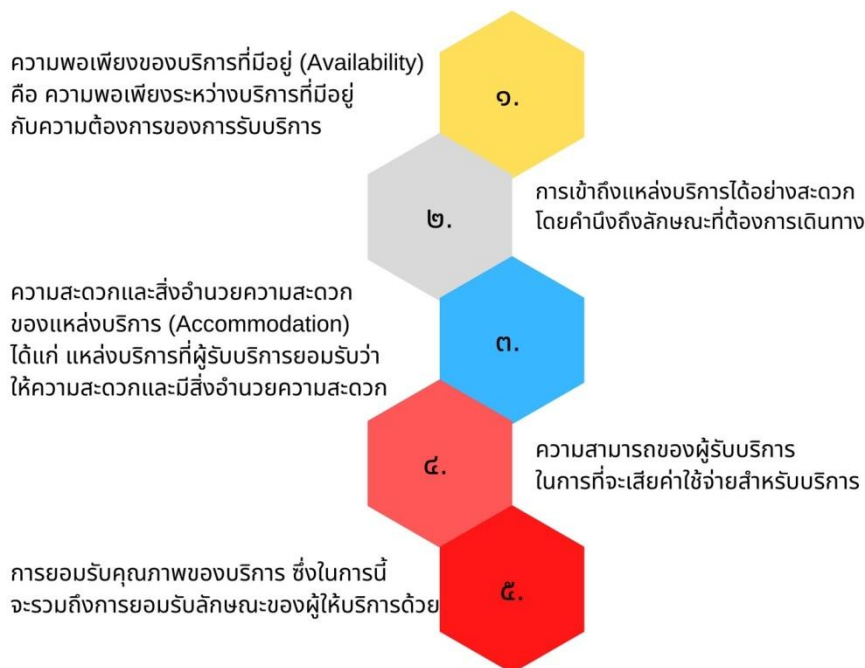 ความพอเพียงของบริการที่มีอยู่ (Availability)
คือ ความพอเพียงระหว่างบริการที่มีอยู่
กับความต้องการของการรับบริการ
๑.
๒.
การเข้าถึงแหล่งบริการได้อย่างสะดวก
โดยคำนึงถึงลักษณะที่ต้องการเดินทาง
ความสะดวกและสิ่งอำนวยความสะดวก
ของแหล่งบริการ (Accommodation)
ได้แก่ แหล่งบริการที่ผู้รับบริการยอมรับว่า
ให้ความสะดวกและมีสิ่งอำนวยความสะดวก
๓.
๔.
ความสามารถของผู้รับบริการ
ในการที่จะเสียค่าใช้จ่ายสำหรับบริการ
การยอมรับคุณภาพของบริการ ซึ่งในการนี้
จะรวมถึงการยอมรับลักษณะของผู้ให้บริการด้วย
๕.